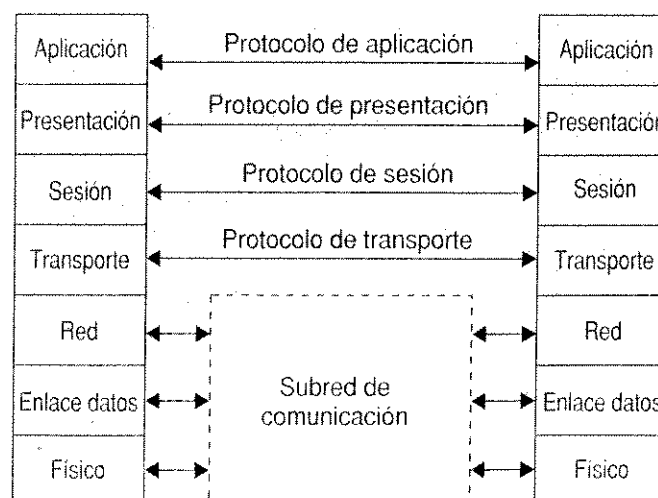 Aplicación
Protocolo de aplicación
Aplicación
Presentación
Protocolo de presentación
Presentación
Sesión
Protocolo de sesión
Sesión
Transporte
Protocolo de transporte
Transporte
Red
Red
Enlace datos
Subred de
comunicación
Enlace datos
Físico
Físico